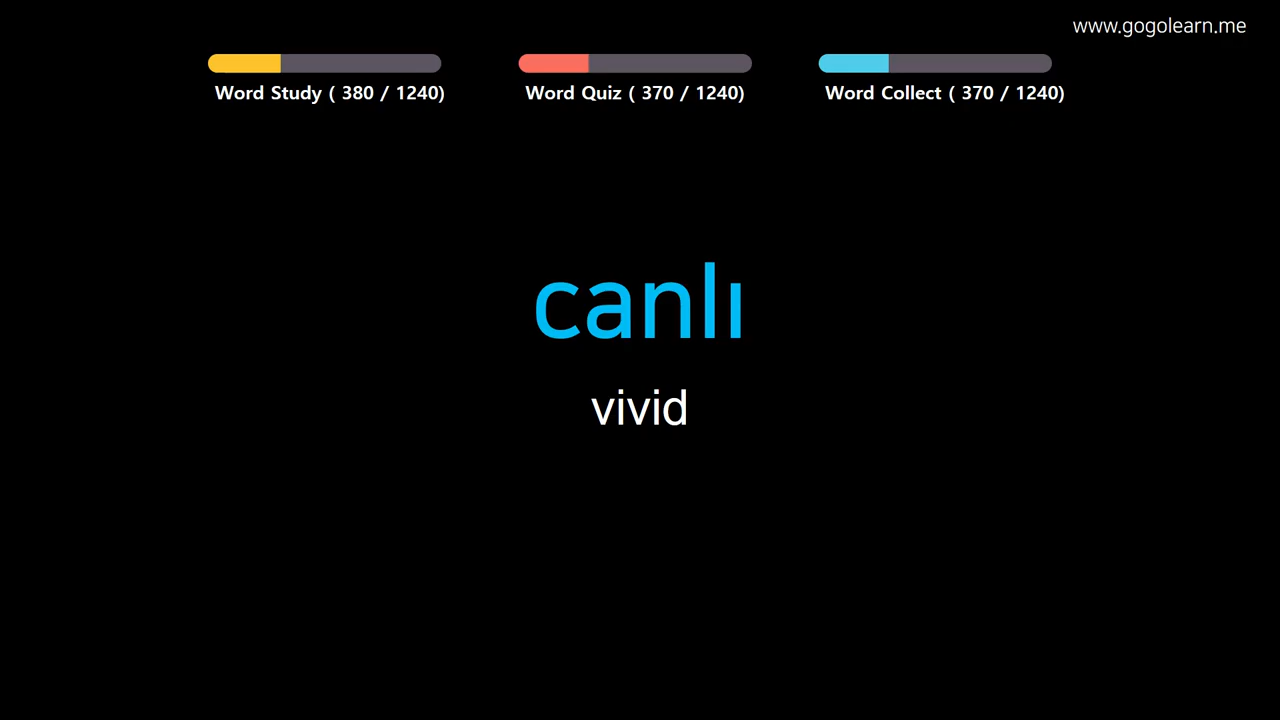 www.gogolearn.me
Word Study ( 380 / 1240)
Word Quiz ( 370 / 1240)
Word Collect ( 370 / 1240)
canlı
vivid